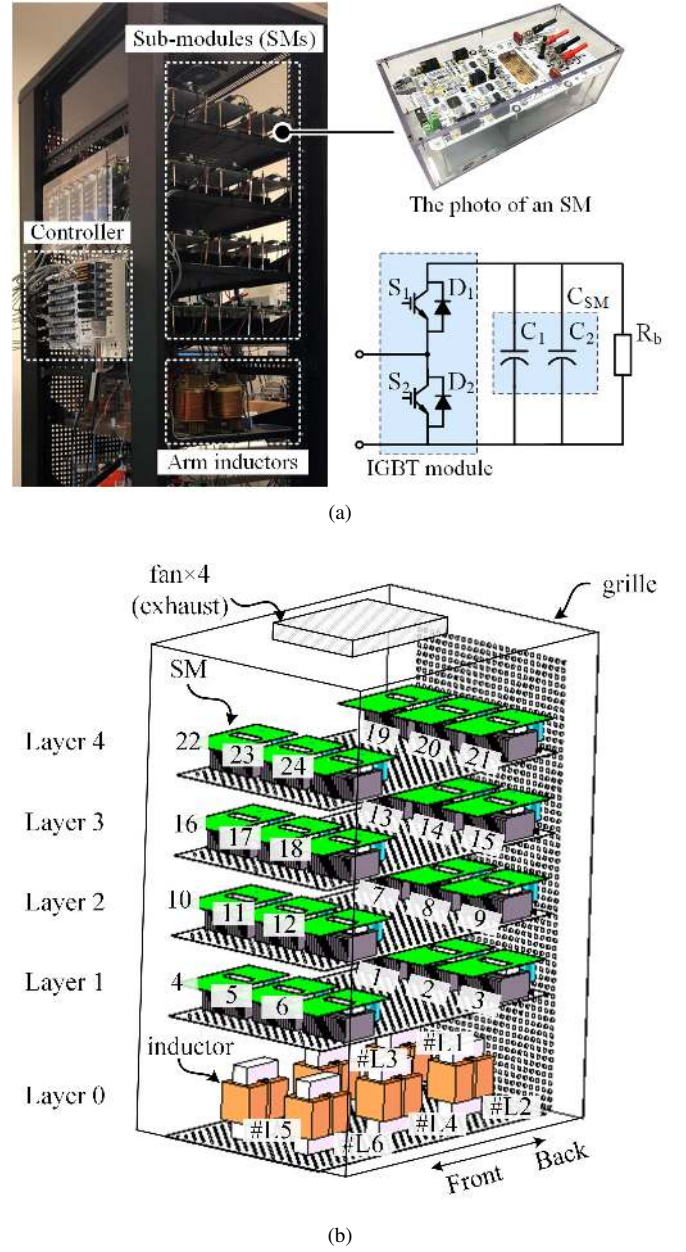 Sub-modules (SMs)
The photo of an SM
Controller
Arm inductors
S1
D1
S2
D2
CSM
C1
C2
Rb
IGBT module
(a)
fan×4
(exhaust)
grille
SM
Layer 4
22
23
24
19
20
21
Layer 3
16
17
18
13
14
15
Layer 2
10
11
12
7
8
9
Layer 1
4
5
6
1
2
3
inductor
Layer 0
#L3
#L1
#L5
#L6
#L4
#L2
Front
Back
(b)